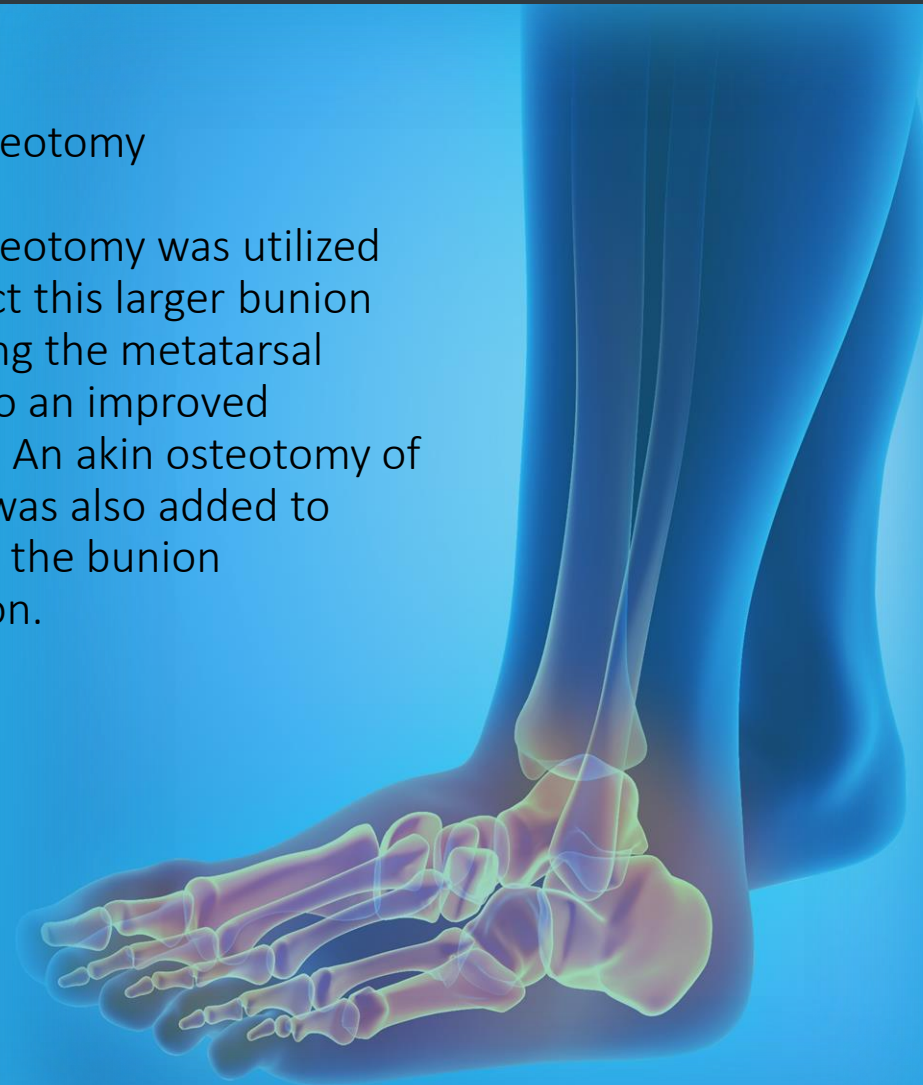 eotomy
eotomy was utilized
ct this larger bunion
ng the metatarsal
o an improved
An akin osteotomy of
was also added to
the bunion
on.